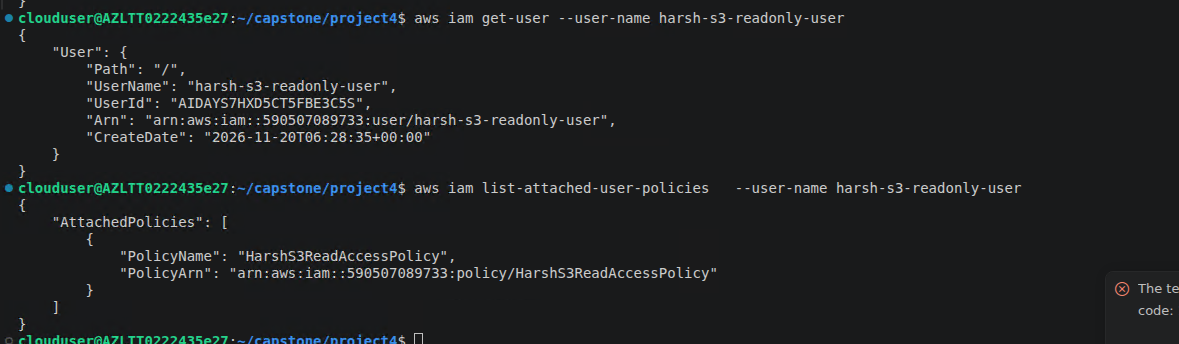 }
clouduser@AZLTT0222435e27:~/capstone/project4$ aws iam get-user --user-name harsh-s3-readonly-user
{
    "User": {
        "Path": "/",
        "UserName": "harsh-s3-readonly-user",
        "UserId": "AIDAYS7HXD5CT5FBE3C5S",
        "Arn": "arn:aws:iam::590507089733:user/harsh-s3-readonly-user",
        "CreateDate": "2026-11-20T06:28:35+00:00"
    }
}
clouduser@AZLTT0222435e27:~/capstone/project4$ aws iam list-attached-user-policies   --user-name harsh-s3-readonly-user
{
    "AttachedPolicies": [
        {
            "PolicyName": "HarshS3ReadAccessPolicy",
            "PolicyArn": "arn:aws:iam::590507089733:policy/HarshS3ReadAccessPolicy"
        }
    ]
}
clouduser@AZLTT0222435e27:~/capstone/project4$
The te
code: